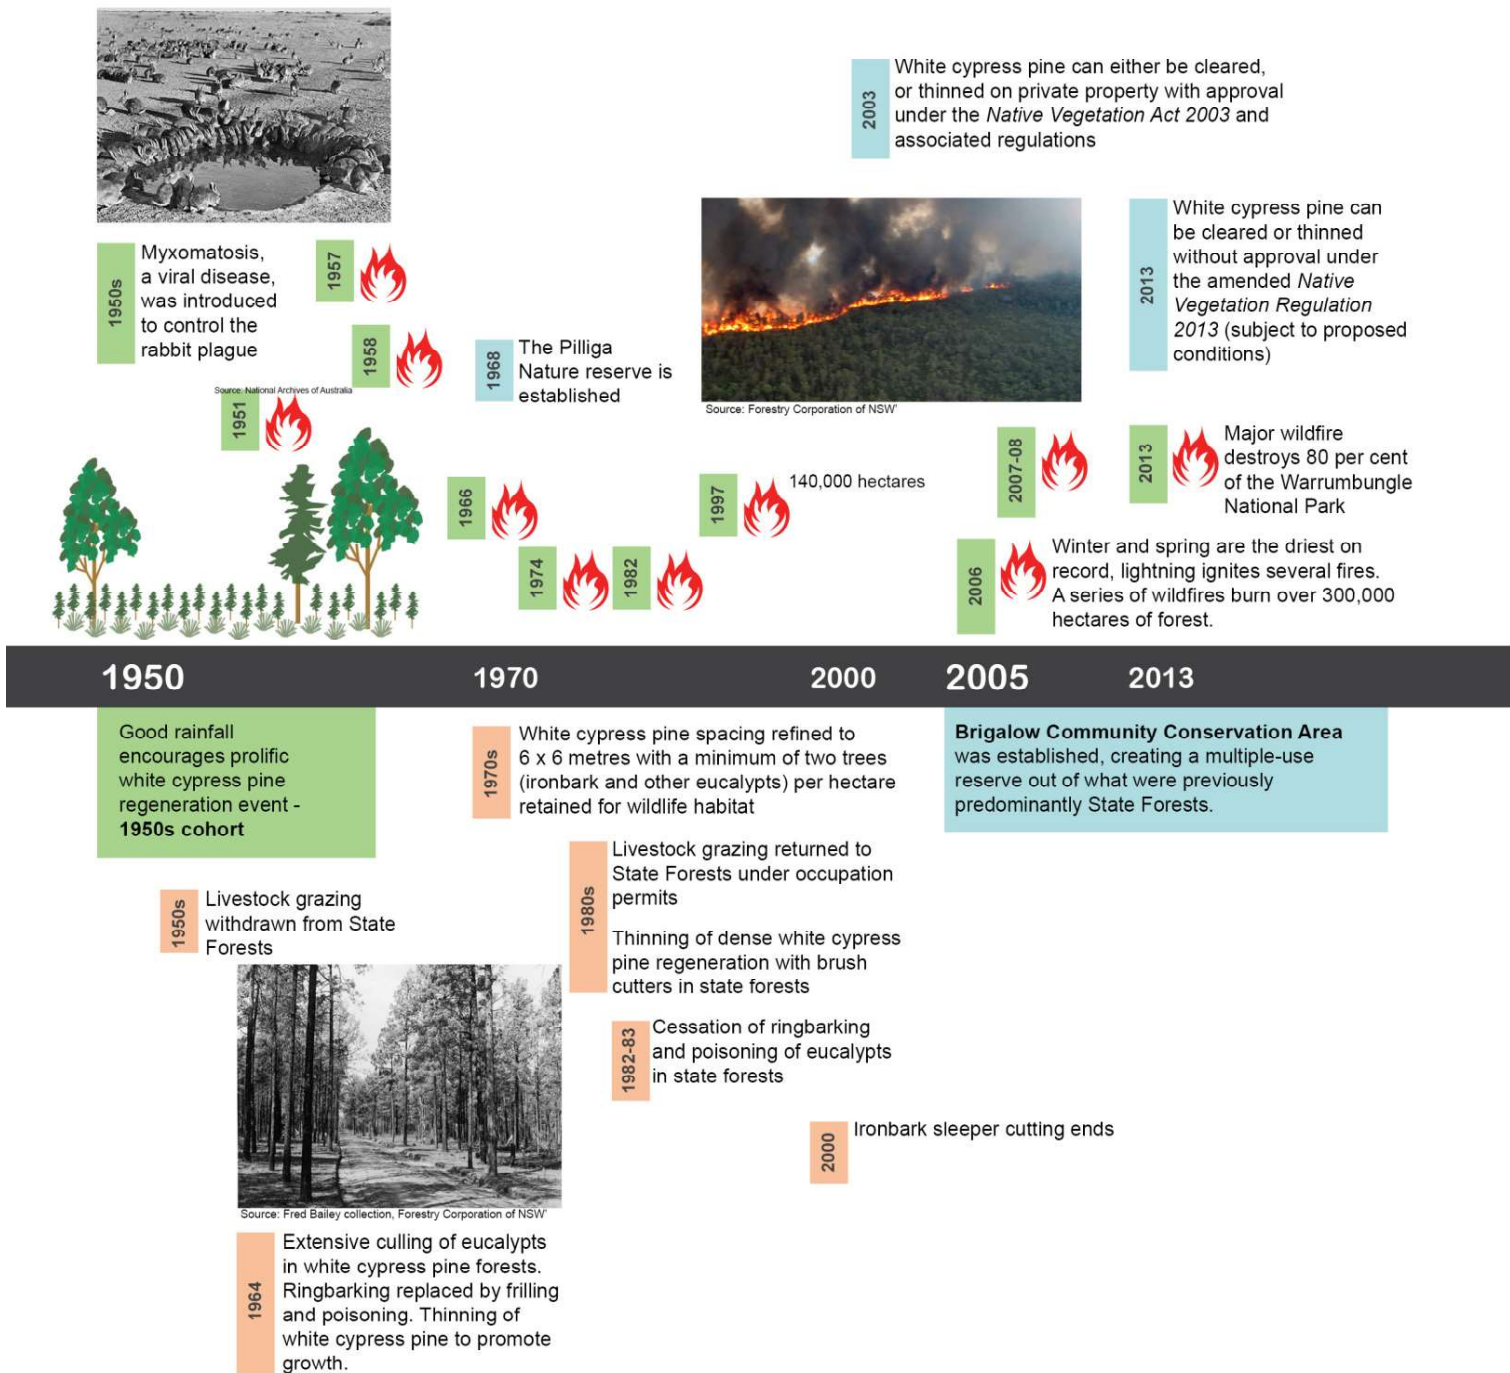 White cypress pine can either be cleared,
or thinned on private property with approval
under the Native Vegetation Act 2003 and
associated regulations
2003
White cypress pine can
be cleared or thinned
without approval under
the amended Native
Vegetation Regulation
2013 (subject to proposed
conditions)
2013
1950s
Myxomatosis,
a viral disease,
was introduced
to control the
rabbit plague
1957
1958
Source: National Archives of Australia
1951
1968
The Pilliga
Nature reserve is
established
Source: Forestry Corporation of NSW'
1966
1974
1982
1997
140,000 hectares
2007-08
2013
Major wildfire
destroys 80 per cent
of the Warrumbungle
National Park
2006
Winter and spring are the driest on
record, lightning ignites several fires.
A series of wildfires burn over 300,000
hectares of forest.
1950
1970
2000
2005
2013
Good rainfall
encourages prolific
white cypress pine
regeneration event -
1950s cohort
1950s
Livestock grazing
withdrawn from State
Forests
Source: Fred Bailey collection, Forestry Corporation of NSW'
1964
Extensive culling of eucalypts
in white cypress pine forests.
Ringbarking replaced by frilling
and poisoning. Thinning of
white cypress pine to promote
growth.
1970s
White cypress pine spacing refined to
6 x 6 metres with a minimum of two trees
(ironbark and other eucalypts) per hectare
retained for wildlife habitat
1980s
Livestock grazing returned to
State Forests under occupation
permits
Thinning of dense white cypress
pine regeneration with brush
cutters in state forests
1982-83
Cessation of ringbarking
and poisoning of eucalypts
in state forests
2000
Ironbark sleeper cutting ends
Brigalow Community Conservation Area
was established, creating a multiple-use
reserve out of what were previously
predominantly State Forests.